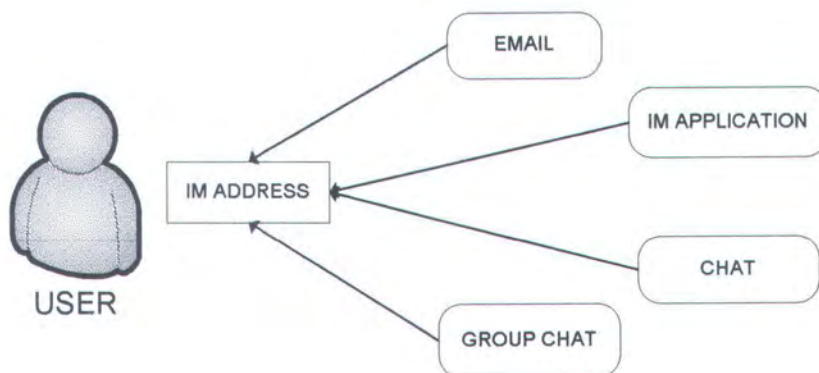 EMAIL
IM APPLICATION
IM ADDRESS
CHAT
USER
GROUP CHAT